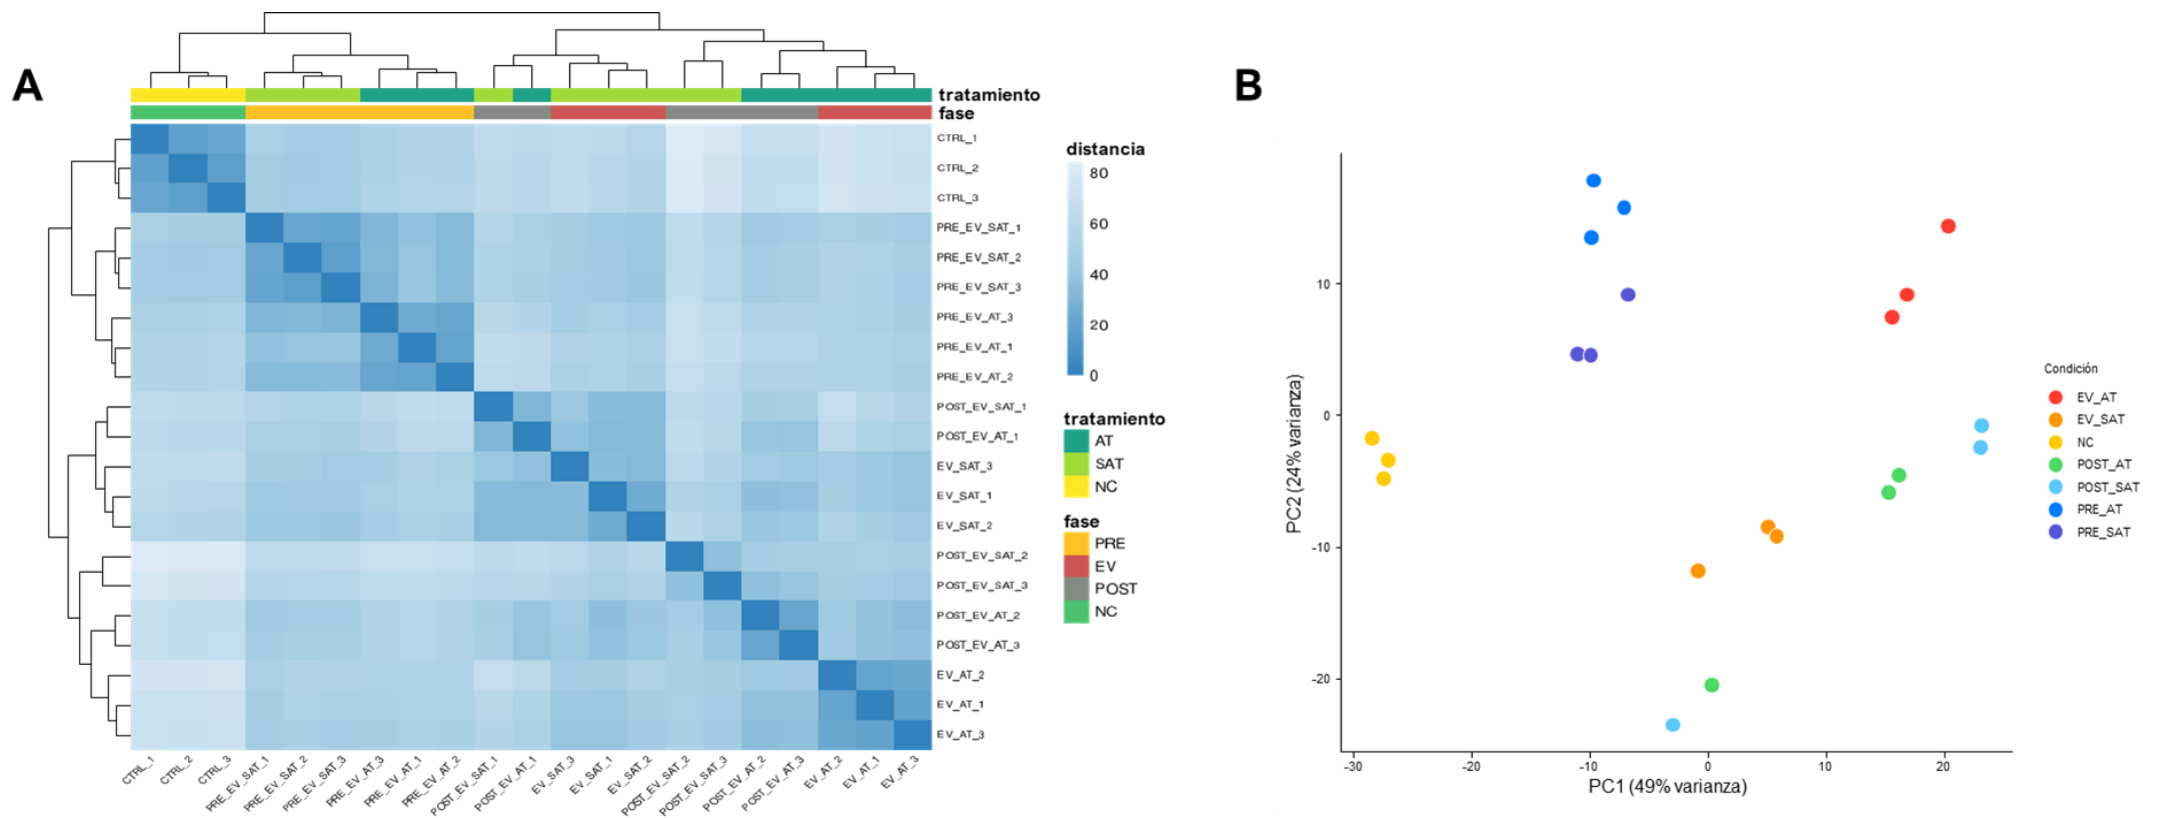 A
tratamiento
fase
CTRL_1
CTRL_2
CTRL_3
PRE_EV_SAT_1
PRE_EV_SAT_2
PRE_EV_SAT_3
PRE_EV_AT_3
PRE_EV_AT_1
PRE_EV_AT_2
POST_EV_SAT_1
POST_EV_AT_1
EV_SAT_3
EV_SAT_1
EV_SAT_2
POST_EV_SAT_2
POST_EV_SAT_3
POST_EV_AT_2
POST_EV_AT_3
EV_AT_2
EV_AT_1
EV_AT_3
CTRL_1
CTRL_2
CTRL_3
PRE_EV_SAT_1
PRE_EV_SAT_2
PRE_EV_SAT_3
PRE_EV_AT_3
PRE_EV_AT_1
PRE_EV_AT_2
POST_EV_SAT_1
POST_EV_AT_1
EV_SAT_3
EV_SAT_1
EV_SAT_2
POST_EV_SAT_2
POST_EV_SAT_3
POST_EV_AT_2
POST_EV_AT_3
EV_AT_2
EV_AT_1
EV_AT_3
distancia
80
60
40
20
0
tratamiento
AT
SAT
NC
fase
PRE
EV
POST
NC
B
PC2 (24% varianza)
10
0
-10
-20
-30
-20
-10
0
10
20
PC1 (49% varianza)
Condición
EV_AT
EV_SAT
NC
POST_AT
POST_SAT
PRE_AT
PRE_SAT